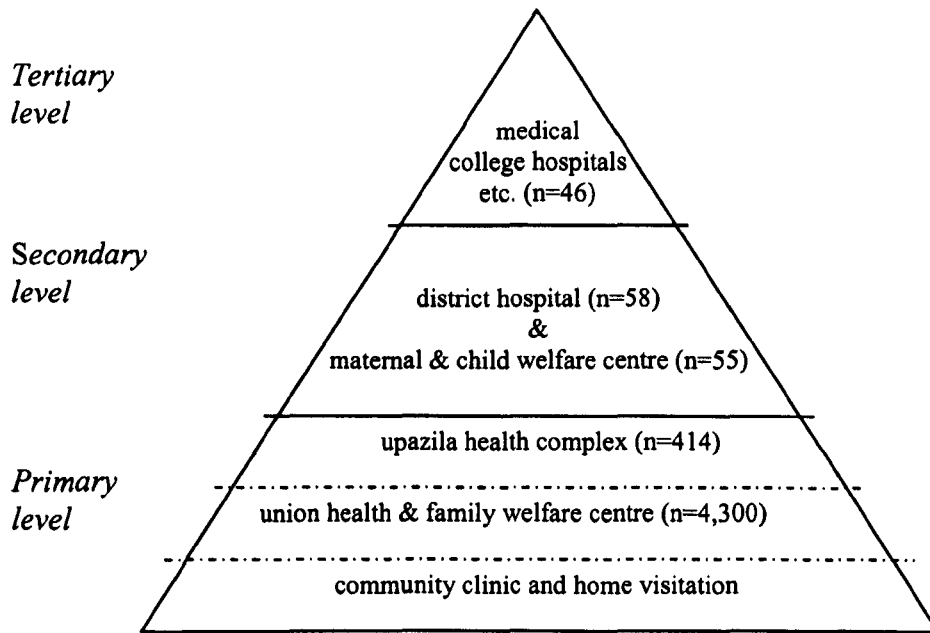 Tertiary
level
medical
college hospitals
etc. (n=46)
Secondary
level
district hospital (n=58)
&
maternal & child welfare centre (n=55)
upazila health complex (n=414)
Primary
level
union health & family welfare centre (n=4,300)
community clinic and home visitation